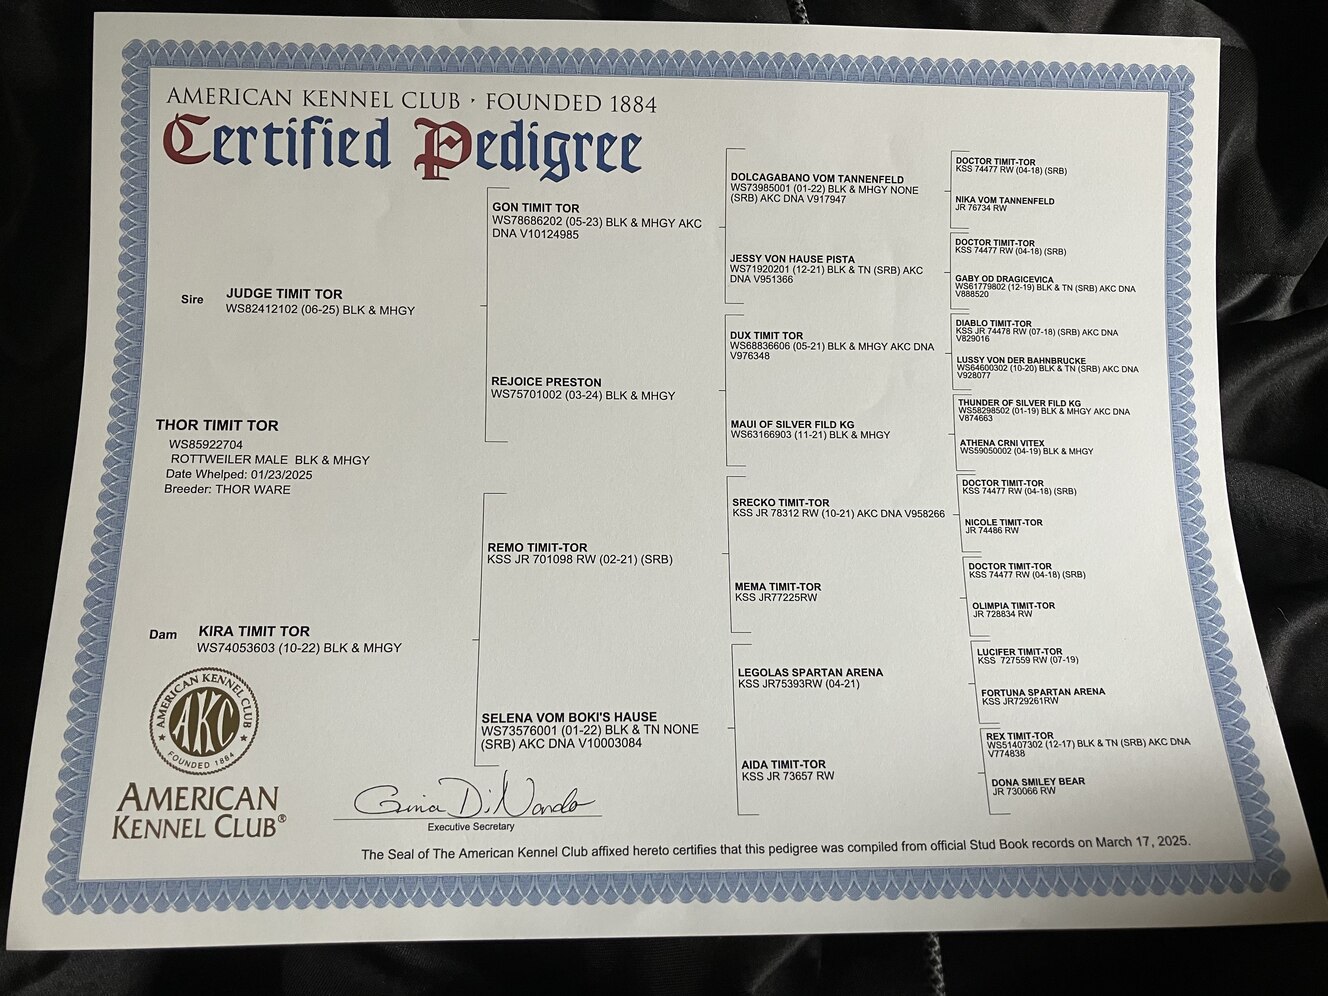 AMERICAN KENNEL CLUB · FOUNDED 1884
Certified Pedigree
Sire
JUDGE TIMIT TOR
WS82412102 (06-25) BLK & MHGY
THOR TIMIT TOR
WS85922704
ROTTWEILER MALE BLK & MHGY
Date Whelped: 01/23/2025
Breeder: THOR WARE
Dam
KIRA TIMIT TOR
WS74053603 (10-22) BLK & MHGY
GON TIMIT TOR
WS78686202 (05-23) BLK & MHGY AKC
DNA V10124985
REJOICE PRESTON
WS75701002 (03-24) BLK & MHGY
REMO TIMIT-TOR
KSS JR 701098 RW (02-21) (SRB)
SELENA VOM BOKI'S HAUSE
WS73576001 (01-22) BLK & TN NONE
(SRB) AKC DNA V10003084
DOLCAGABANO VOM TANNENFELD
WS73985001 (01-22) BLK & MHGY NONE
(SRB) AKC DNA V917947
JESSY VON HAUSE PISTA
WS71920201 (12-21) BLK & TN (SRB) AKC
DNA V951366
DUX TIMIT TOR
WS68836606 (05-21) BLK & MHGY AKC DNA
V976348
MAUI OF SILVER FILD KG
WS63166903 (11-21) BLK & MHGY
SRECKO TIMIT-TOR
KSS JR 78312 RW (10-21) AKC DNA V958266
MEMA TIMIT-TOR
KSS JR77225RW
LEGOLAS SPARTAN ARENA
KSS JR75393RW (04-21)
AIDA TIMIT-TOR
KSS JR 73657 RW
DOCTOR TIMIT-TOR
KSS 74477 RW (04-18) (SRB)
NIKA VOM TANNENFELD
JR 76734 RW
DOCTOR TIMIT-TOR
KSS 74477 RW (04-18) (SRB)
GABY OD DRAGICEVICA
WS61779802 (12-19) BLK & TN (SRB) AKC DNA
V888520
DIABLO TIMIT-TOR
KSS JR 74478 RW (07-18) (SRB) AKC DNA
V829016
LUSSY VON DER BAHNBRUCKE
WS64600302 (10-20) BLK & TN (SRB) AKC DNA
V928077
THUNDER OF SILVER FILD KG
WS58298502 (01-19) BLK & MHGY AKC DNA
V874663
ATHENA CRNI VITEX
WS59050002 (04-19) BLK & MHGY
DOCTOR TIMIT-TOR
KSS 74477 RW (04-18) (SRB)
NICOLE TIMIT-TOR
JR 74486 RW
DOCTOR TIMIT-TOR
KSS 74477 RW (04-18) (SRB)
OLIMPIA TIMIT-TOR
JR 728834 RW
LUCIFER TIMIT-TOR
KSS 727559 RW (07-19)
FORTUNA SPARTAN ARENA
KSS JR729261RW
REX TIMIT-TOR
WS51407302 (12-17) BLK & TN (SRB) AKC DNA
V774838
DONA SMILEY BEAR
JR 730066 RW
AMERICAN KENNEL CLUB
AKC
FOUNDED 1884
AMERICAN
KENNEL CLUB®
Gina DiNardo
Executive Secretary
The Seal of The American Kennel Club affixed hereto certifies that this pedigree was compiled from official Stud Book records on March 17, 2025.